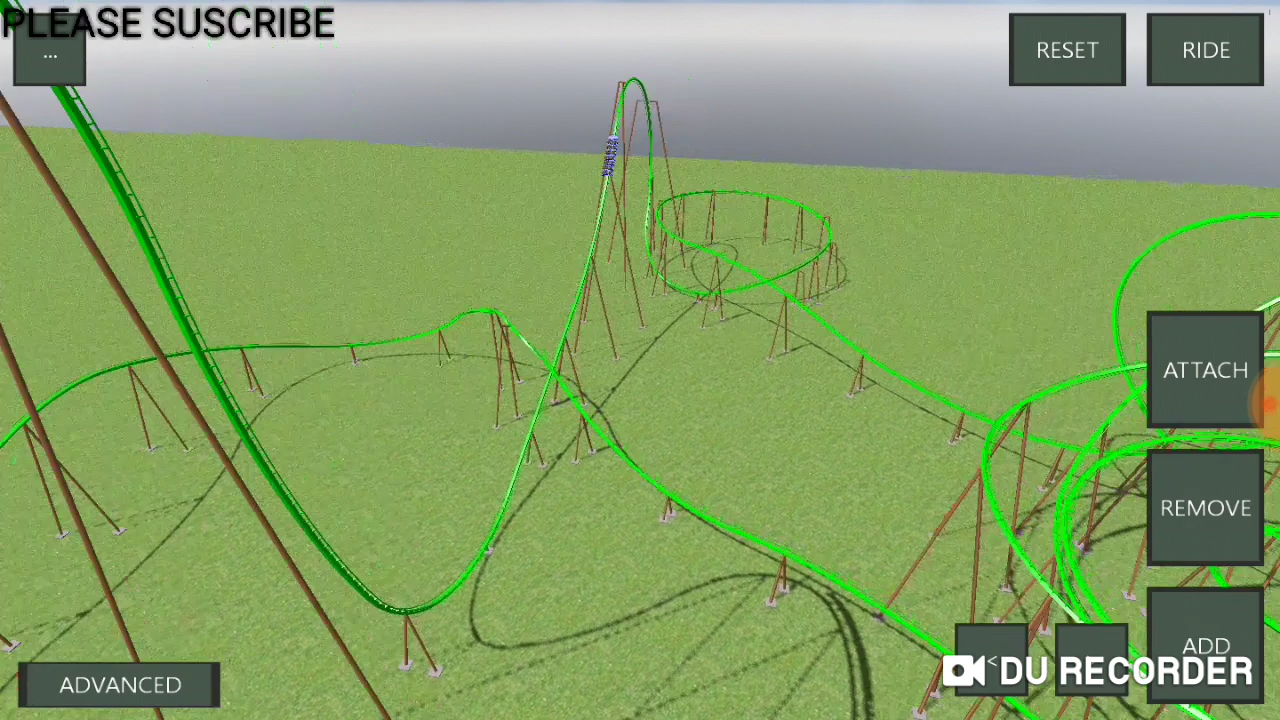 PLEASE SUSCRIBE
...
RESET
RIDE
ATTACH
REMOVE
ADD
<
DU RECORDER
ADVANCED